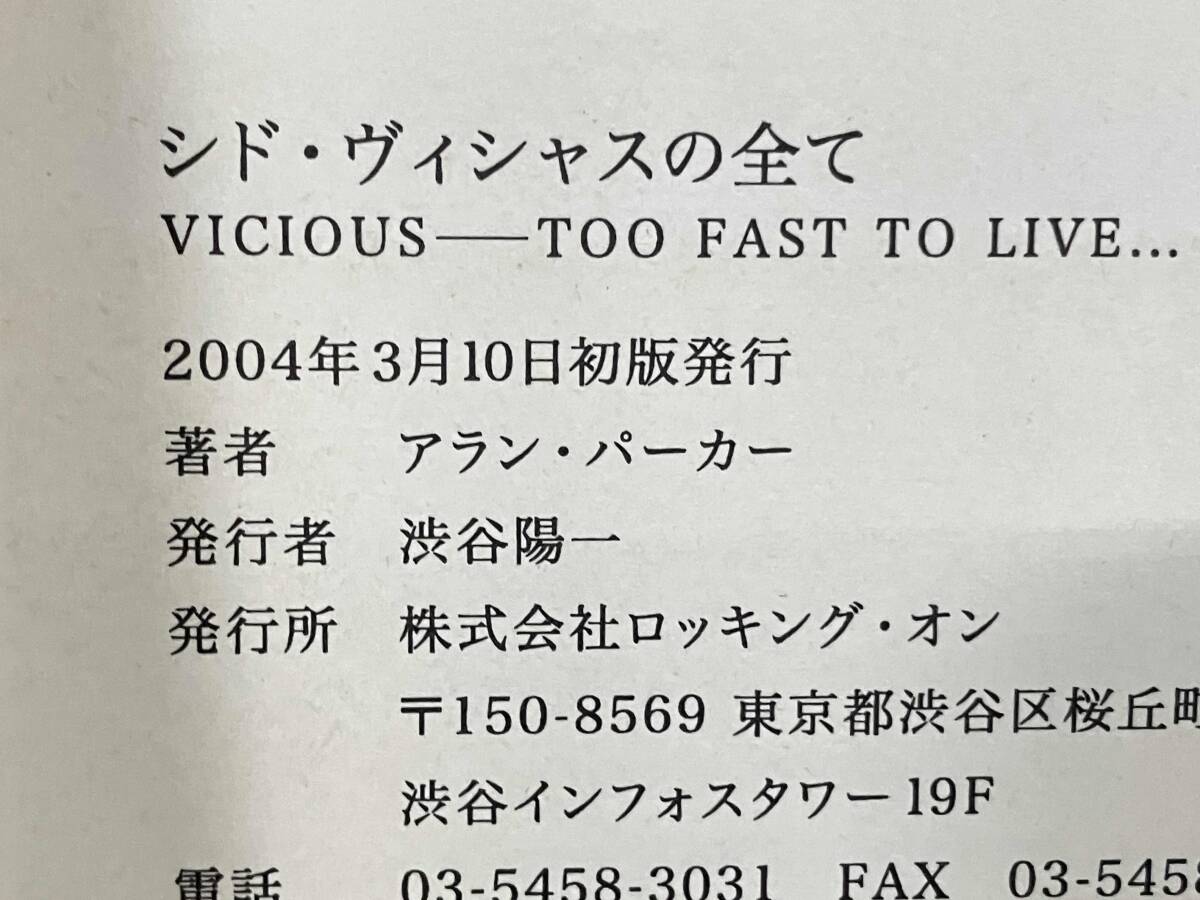 シド・ヴィシャスの全て
VICIOUS——TOO FAST TO LIVE...
2004年3月10日初版発行
著者 アラン・パーカー
発行者 渋谷陽一
発行所 株式会社ロッキング・オン
〒150-8569 東京都渋谷区桜丘町
渋谷インフォスタワー19F
電話 03-5458-3031 FAX 03-5458